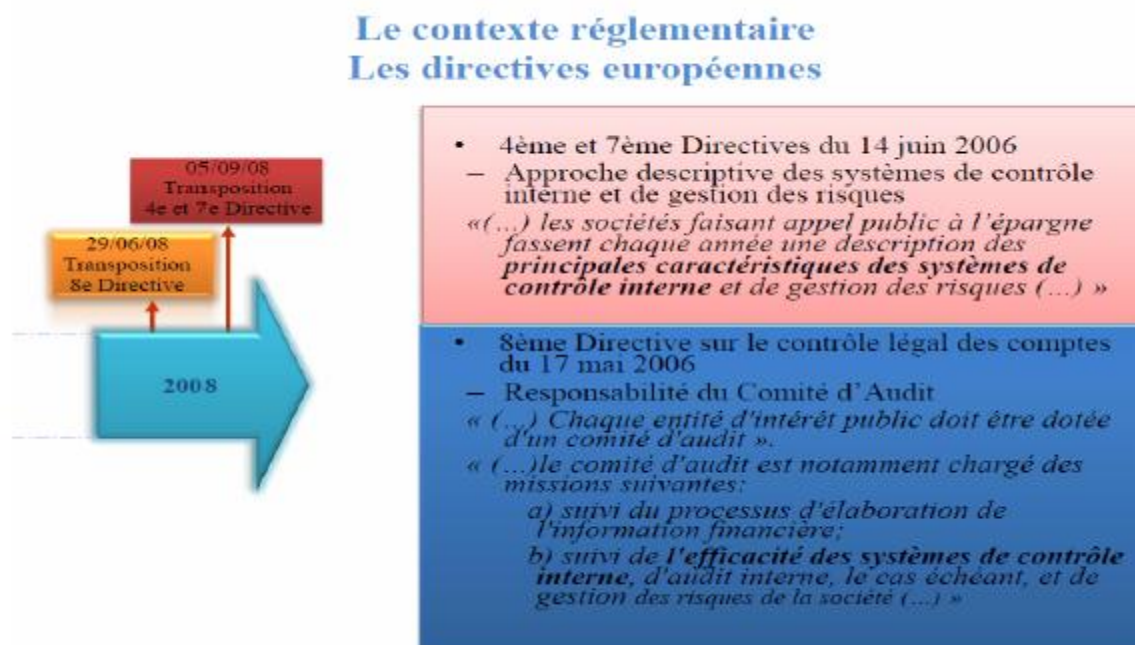 Le contexte réglementaire
Les directives européennes
05/09/08
Transposition
4e et 7e Directive
29/06/08
Transposition
8e Directive
2008
• 4ème et 7ème Directives du 14 juin 2006
– Approche descriptive des systèmes de contrôle
interne et de gestion des risques
«(...) les sociétés faisant appel public à l'épargne
fassent chaque année une description des
principales caractéristiques des systèmes de
contrôle interne et de gestion des risques (...) »
• 8ème Directive sur le contrôle légal des comptes
du 17 mai 2006
– Responsabilité du Comité d'Audit
« (...) Chaque entité d'intérêt public doit être dotée
d'un comité d'audit ».
« (...)le comité d'audit est notamment chargé des
missions suivantes:
a) suivi du processus d'élaboration de
l'information financière;
b) suivi de l'efficacité des systèmes de contrôle
interne, d'audit interne, le cas échéant, et de
gestion des risques de la société (...) »